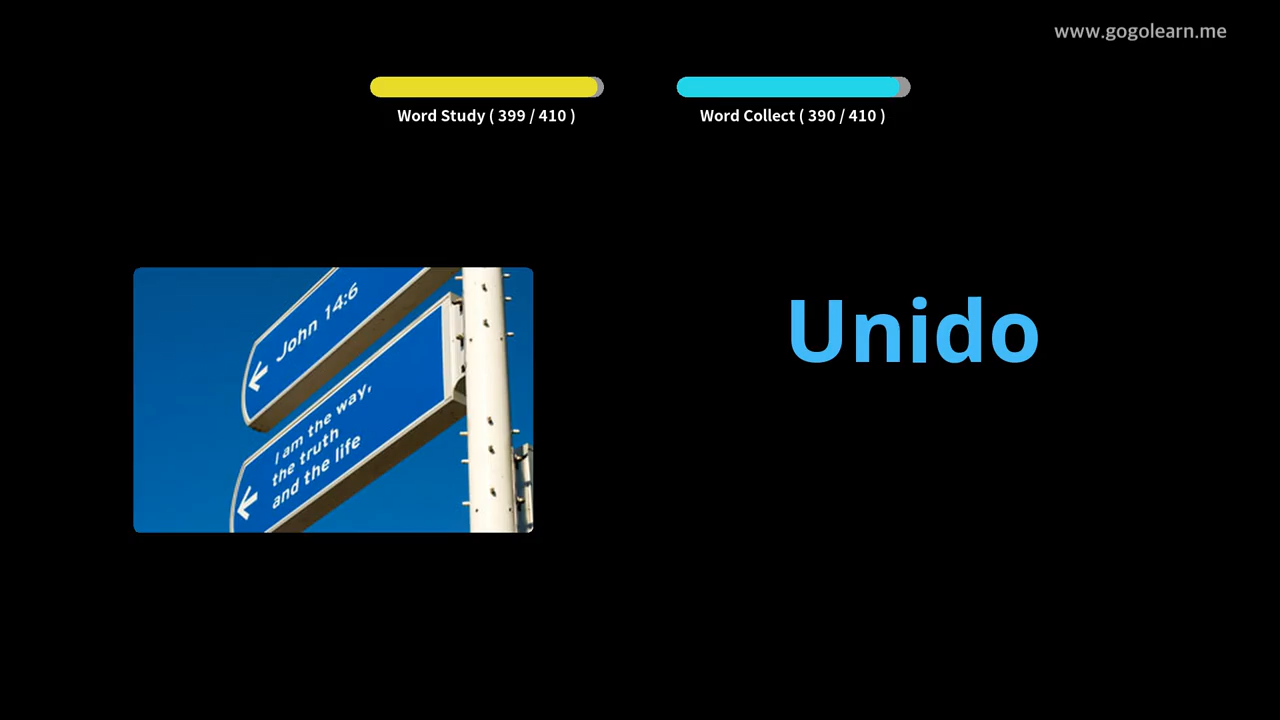 www.gogolearn.me
Word Study ( 399 / 410 )
Word Collect ( 390 / 410 )
John 14:6
I am the way,
the truth
and the life
Unido